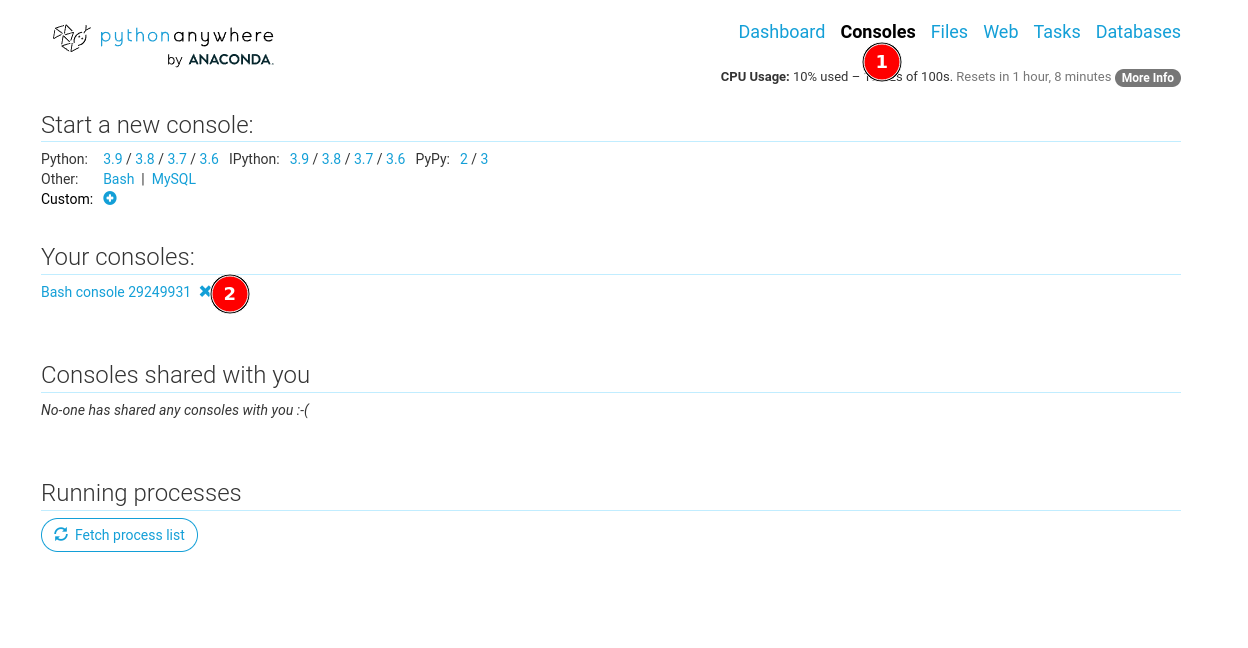 pythonanywhere
by ANACONDA.
Dashboard Consoles Files Web Tasks Databases
1
CPU Usage: 10% used – of 100s. Resets in 1 hour, 8 minutes More Info
Start a new console:
Python: 3.9 / 3.8 / 3.7 / 3.6 IPython: 3.9 / 3.8 / 3.7 / 3.6 PyPy: 2 / 3
Other: Bash | MySQL
Custom:
Your consoles:
Bash console 29249931
2
Consoles shared with you
No-one has shared any consoles with you :-(
Running processes
Fetch process list